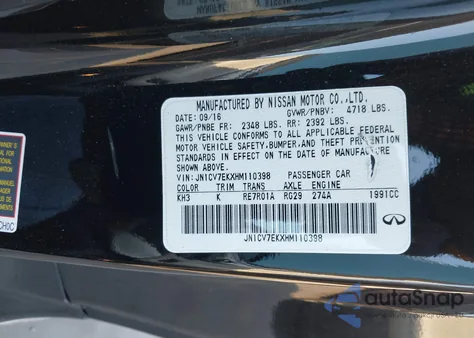 MANUFACTURED BY NISSAN MOTOR CO.,LTD.
DATE: 09/16 GVWR/PNBV: 4718 LBS.
GAWR/PNBE FR: 2348 LBS. RR: 2392 LBS.
THIS VEHICLE CONFORMS TO ALL APPLICABLE FEDERAL
MOTOR VEHICLE SAFETY,BUMPER,AND THEFT PREVENTION
STANDARDS IN EFFECT ON THE DATE OF MANUFACTURE
SHOWN ABOVE.
VIN:JN1CV7EKXHM110398 PASSENGER CAR
COLOR TRIM TRANS AXLE ENGINE
KH3 K RE7R01A RG29 274A 1991CC
INFINITI
JN1CV7EKXHM110398
CH0C
autoSnap